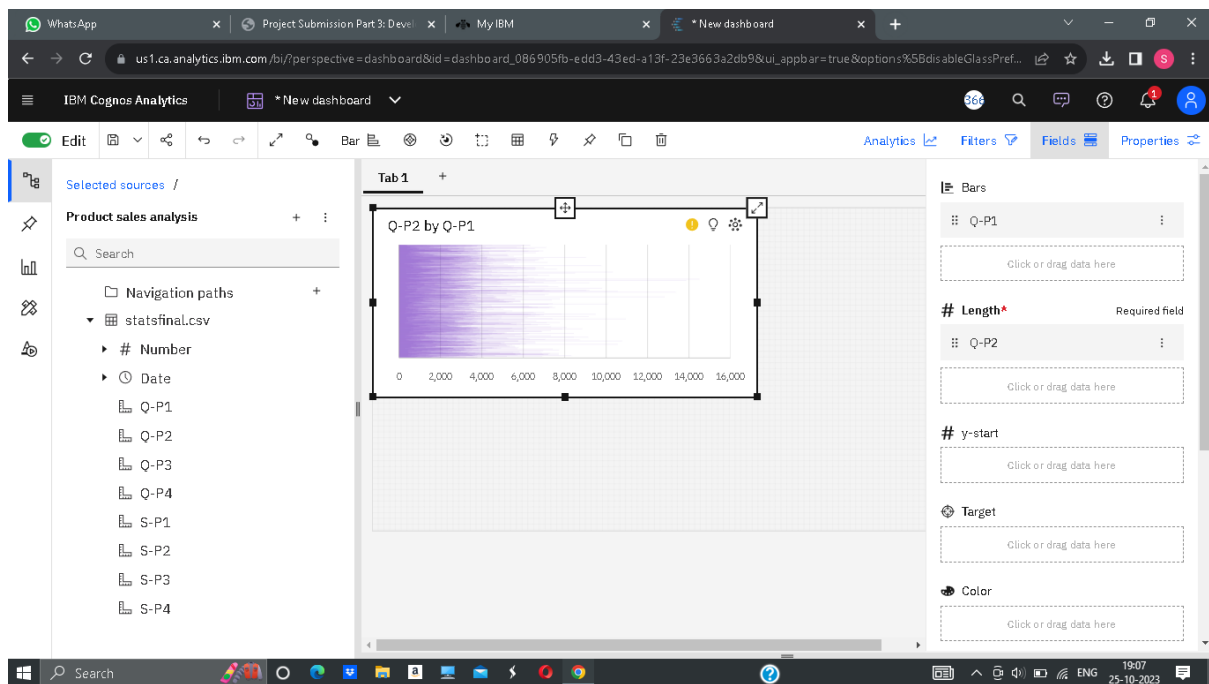 WhatsApp
Project Submission Part 3: Devel
My IBM
* New dashboard
us1.ca.analytics.ibm.com/bi/?perspective=dashboard&id=dashboard_086905fb-edd3-43ed-a13f-23e3663a2db9&ui_appbar=true&options%5BdisableGlassPref...
S
IBM Cognos Analytics
* New dashboard
366
1
Edit
Bar
Analytics
Filters
Fields
Properties
Selected sources /
Product sales analysis
Search
Navigation paths
statsfinal.csv
# Number
Date
Q-P1
Q-P2
Q-P3
Q-P4
S-P1
S-P2
S-P3
S-P4
Tab 1
Q-P2 by Q-P1
0 2,000 4,000 6,000 8,000 10,000 12,000 14,000 16,000
Bars
Q-P1
Click or drag data here
# Length* Required field
Q-P2
Click or drag data here
# y-start
Click or drag data here
Target
Click or drag data here
Color
Click or drag data here
Search
a
ENG
19:07
25-10-2023